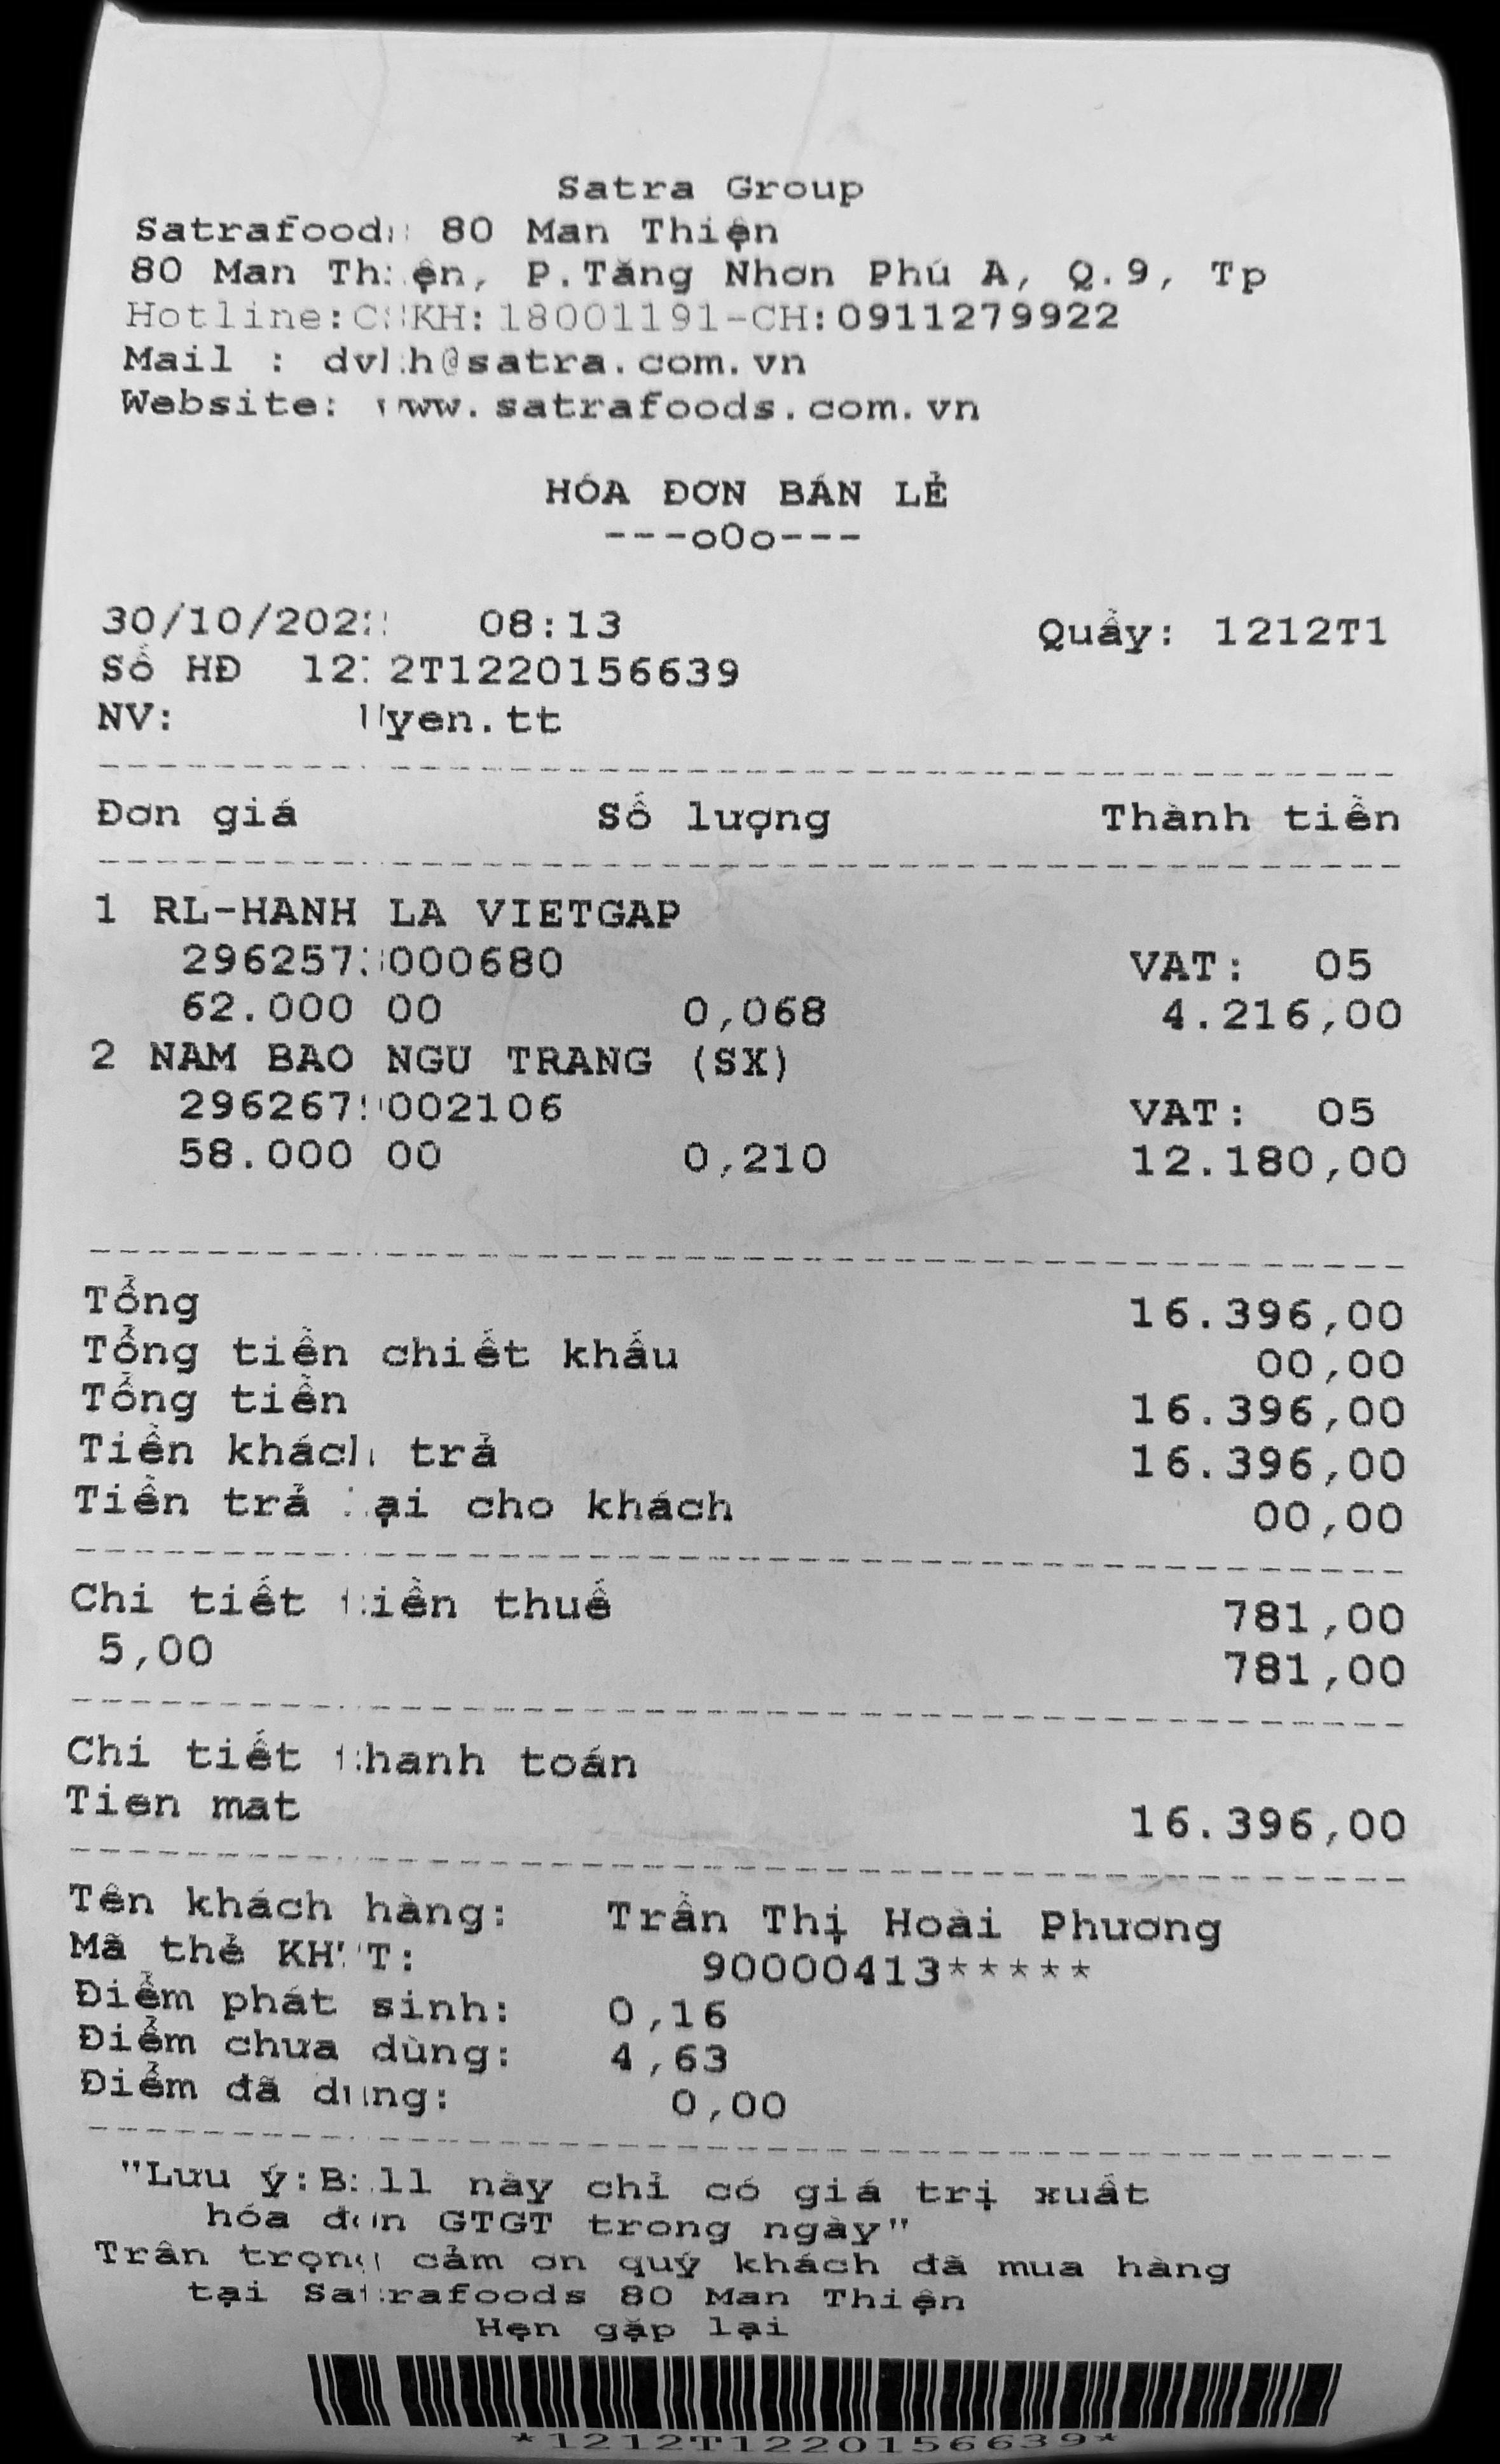 Satra Group
Satrafoods 80 Man Thiện
80 Man Thiện, P.Tăng Nhơn Phú A, Q.9, Tp
Hotline:CSKH:18001191-CH:0911279922
Mail : dvkh@satra.com.vn
Website: www.satrafoods.com.vn
HÓA ĐƠN BÁN LẺ
---oOo---
08:13 Quầy: 1212T1
Số HĐ 1212T1220156639
NV:
Đơn giá Số lượng Thành tiền
1 RL-HANH LA VIETGAP
VAT: 05
62.000 00 0,068 4.216,00
2 NAM BAO NGU TRANG (SX)
VAT: 05
58.000 00 0,210 12.180,00
Tổng 16.396,00
Tổng tiền chiết khấu 00,00
Tổng tiền 16.396,00
Tiền khách trả 16.396,00
Tiền trả lại cho khách 00,00
Chi tiết tiền thuế 781,00
5,00 781,00
Chi tiết thanh toán
Tien mat 16.396,00
Tên khách hàng: Trần Thị Hoài Phương
Mã thẻ KHTT: 90000413*****
Điểm phát sinh: 0,16
Điểm chưa dùng: 4,63
Điểm đã dùng: 0,00
"Lưu ý:Bill này chỉ có giá trị xuất
hóa đơn GTGT trong ngày"
Trân trọng cảm ơn quý khách đã mua hàng
tại Satrafoods 80 Man Thiện
Hẹn gặp lại
*1212T1220156639*